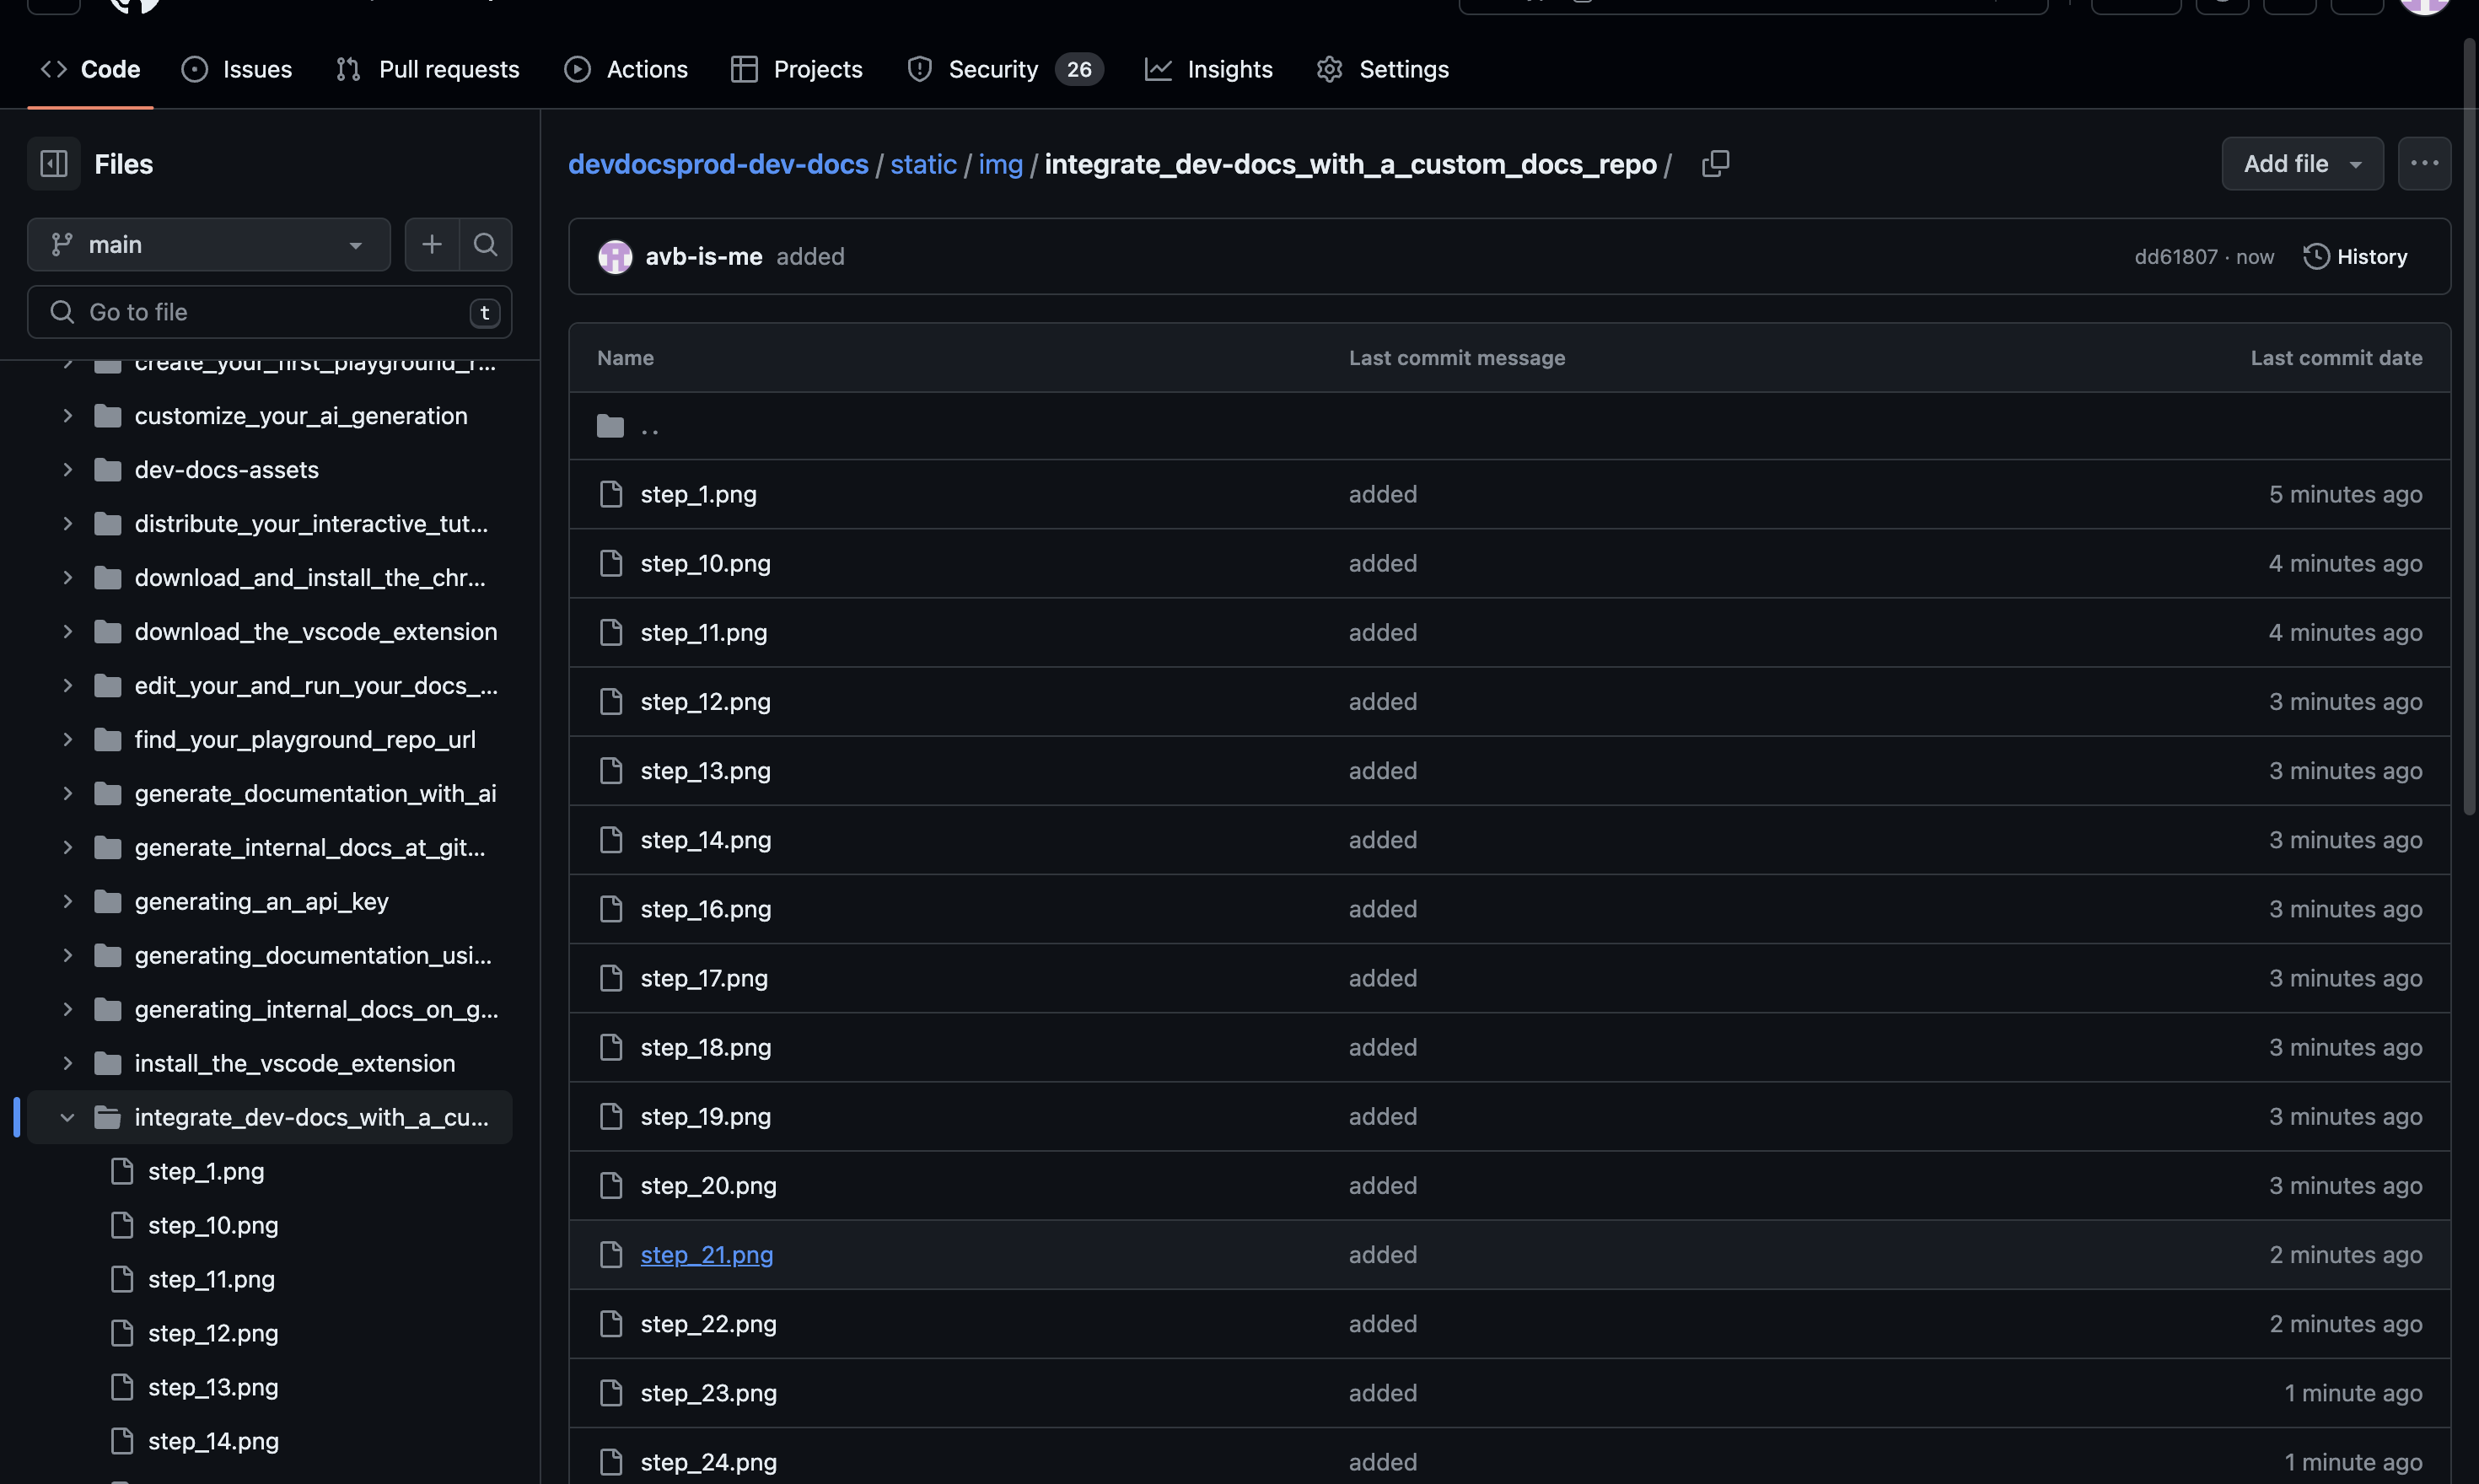 Code Issues Pull requests Actions Projects Security 26 Insights Settings
Files
main
Go to file t
create_your_first_playground_r...
customize_your_ai_generation
dev-docs-assets
distribute_your_interactive_tut...
download_and_install_the_chr...
download_the_vscode_extension
edit_your_and_run_your_docs_...
find_your_playground_repo_url
generate_documentation_with_ai
generate_internal_docs_at_git...
generating_an_api_key
generating_documentation_usi...
generating_internal_docs_on_g...
install_the_vscode_extension
integrate_dev-docs_with_a_cu...
step_1.png
step_10.png
step_11.png
step_12.png
step_13.png
step_14.png
devdocsprod-dev-docs / static / img / integrate_dev-docs_with_a_custom_docs_repo /
Add file ...
avb-is-me added dd61807 · now History
Name Last commit message Last commit date
..
step_1.png added 5 minutes ago
step_10.png added 4 minutes ago
step_11.png added 4 minutes ago
step_12.png added 3 minutes ago
step_13.png added 3 minutes ago
step_14.png added 3 minutes ago
step_16.png added 3 minutes ago
step_17.png added 3 minutes ago
step_18.png added 3 minutes ago
step_19.png added 3 minutes ago
step_20.png added 3 minutes ago
step_21.png added 2 minutes ago
step_22.png added 2 minutes ago
step_23.png added 1 minute ago
step_24.png added 1 minute ago